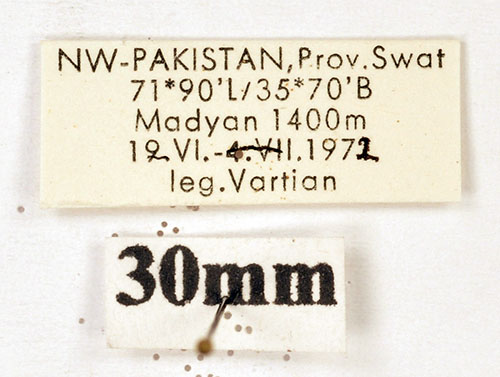 NW-PAKISTAN,Prov.Swat
71*90'L/35*70'B
Madyan 1400m
12.VI.-4.VII.1972
leg.Vartian
30mm